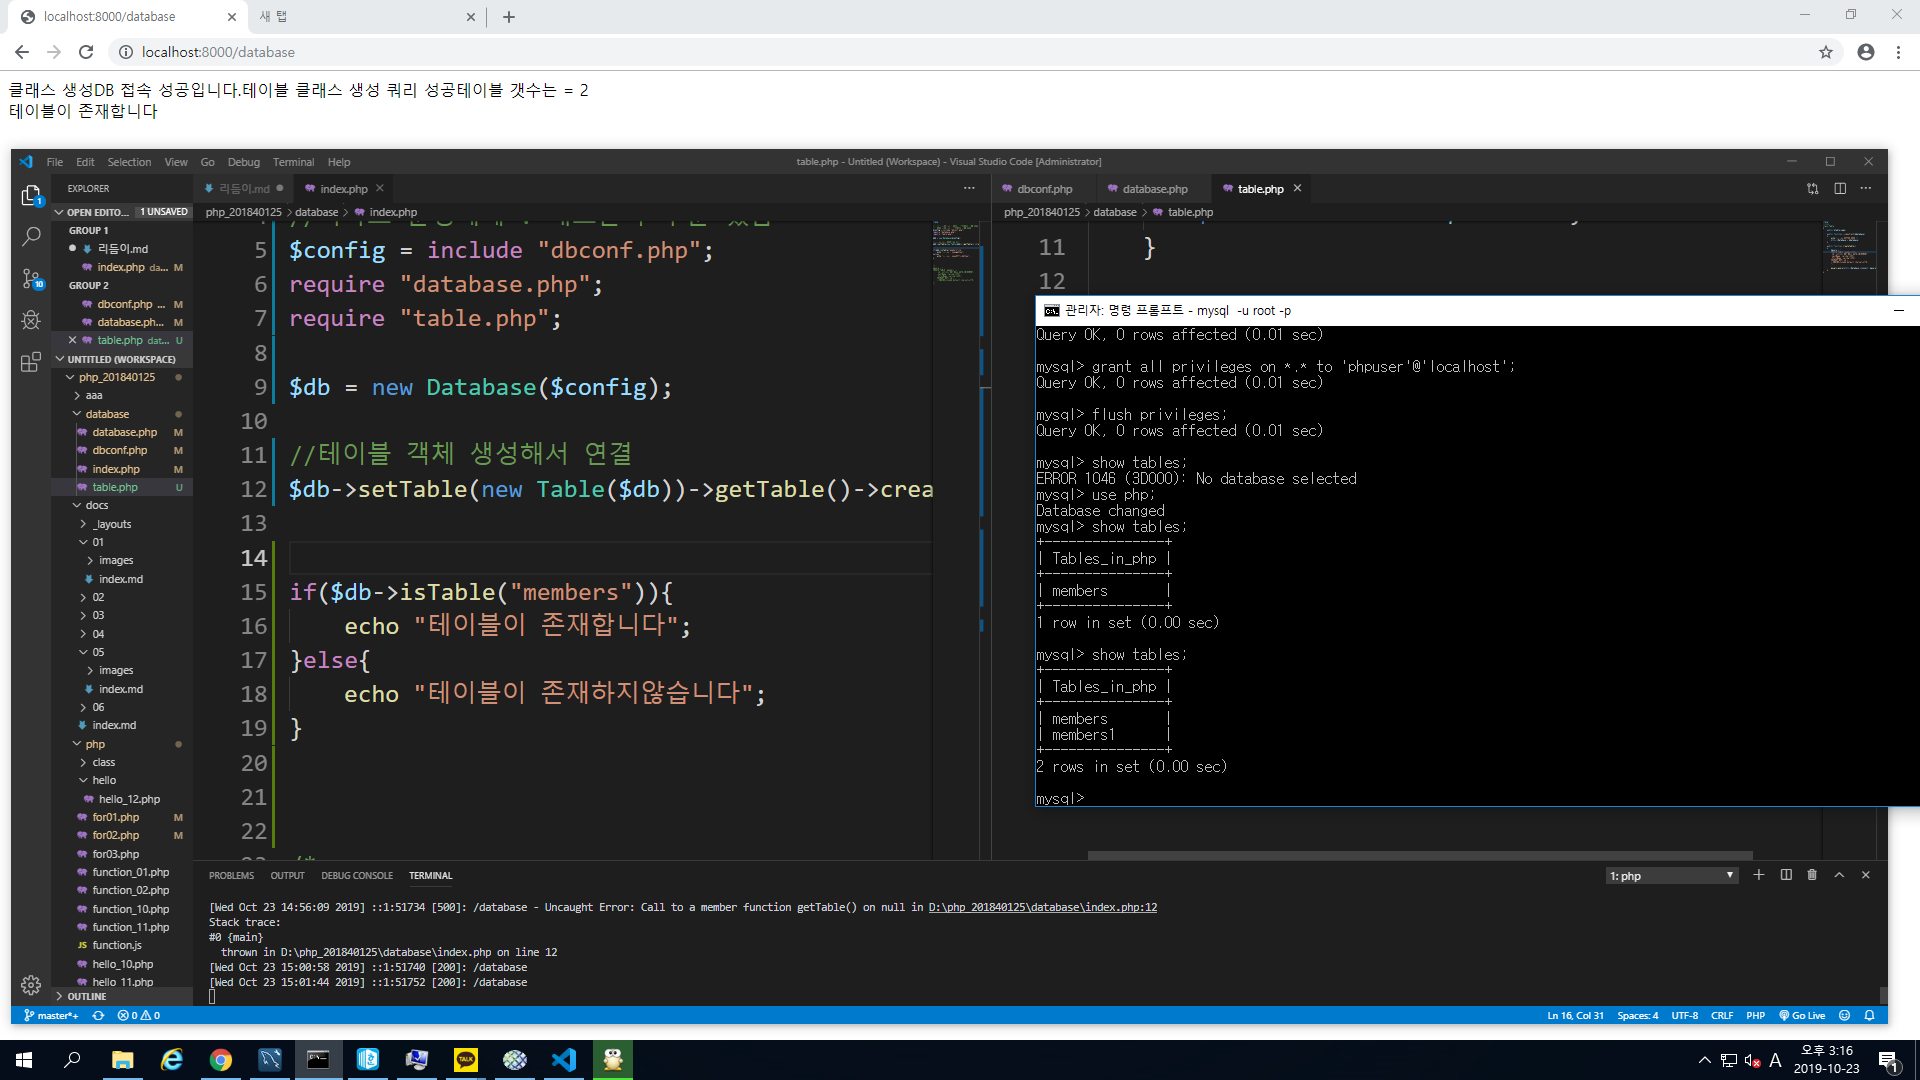 localhost:8000/database
새 탭
localhost:8000/database
클래스 생성DB 접속 성공입니다.테이블 클래스 생성 쿼리 성공테이블 갯수는 = 2
테이블이 존재합니다
File Edit Selection View Go Debug Terminal Help
table.php - Untitled (Workspace) - Visual Studio Code [Administrator]
EXPLORER
OPEN EDITO... 1 UNSAVED
GROUP 1
리듬이.md
index.php da... M
GROUP 2
dbconf.php ... M
database.ph... M
table.php dat... U
UNTITLED (WORKSPACE)
php_201840125
aaa
database
database.php M
dbconf.php M
index.php M
table.php U
docs
_layouts
01
images
index.md
02
03
04
05
images
index.md
06
index.md
php
class
hello
hello_12.php
for01.php M
for02.php M
for03.php
function_01.php
function_02.php
function_10.php
function_11.php
JS function.js
hello_10.php
hello_11.php
OUTLINE
리듬이.md
index.php
php_201840125 > database > index.php
5 $config = include "dbconf.php";
6 require "database.php";
7 require "table.php";
8
9 $db = new Database($config);
10
11 //테이블 객체 생성해서 연결
12 $db->setTable(new Table($db))->getTable()->crea
13
14
15 if($db->isTable("members")){
16 echo "테이블이 존재합니다";
17 }else{
18 echo "테이블이 존재하지않습니다";
19 }
20
21
22
dbconf.php
database.php
table.php
php_201840125 > database > table.php
11 }
12
관리자: 명령 프롬프트 - mysql  -u root -p
Query OK, 0 rows affected (0.01 sec)
mysql> grant all privileges on *.* to 'phpuser'@'localhost';
Query OK, 0 rows affected (0.01 sec)
mysql> flush privileges;
Query OK, 0 rows affected (0.01 sec)
mysql> show tables;
ERROR 1046 (3D000): No database selected
mysql> use php;
Database changed
mysql> show tables;
+---------------+
| Tables_in_php |
+---------------+
| members       |
+---------------+
1 row in set (0.00 sec)
mysql> show tables;
+---------------+
| Tables_in_php |
+---------------+
| members       |
| members1      |
+---------------+
2 rows in set (0.00 sec)
mysql>
PROBLEMS OUTPUT DEBUG CONSOLE TERMINAL
1: php
[Wed Oct 23 14:56:09 2019] ::1:51734 [500]: /database - Uncaught Error: Call to a member function getTable() on null in D:\php_201840125\database\index.php:12
Stack trace:
#0 {main}
thrown in D:\php_201840125\database\index.php on line 12
[Wed Oct 23 15:00:58 2019] ::1:51740 [200]: /database
[Wed Oct 23 15:01:44 2019] ::1:51752 [200]: /database
master*+ 0 0
Ln 16, Col 31 Spaces: 4 UTF-8 CRLF PHP Go Live
TALK
A
오후 3:16
2019-10-23
1